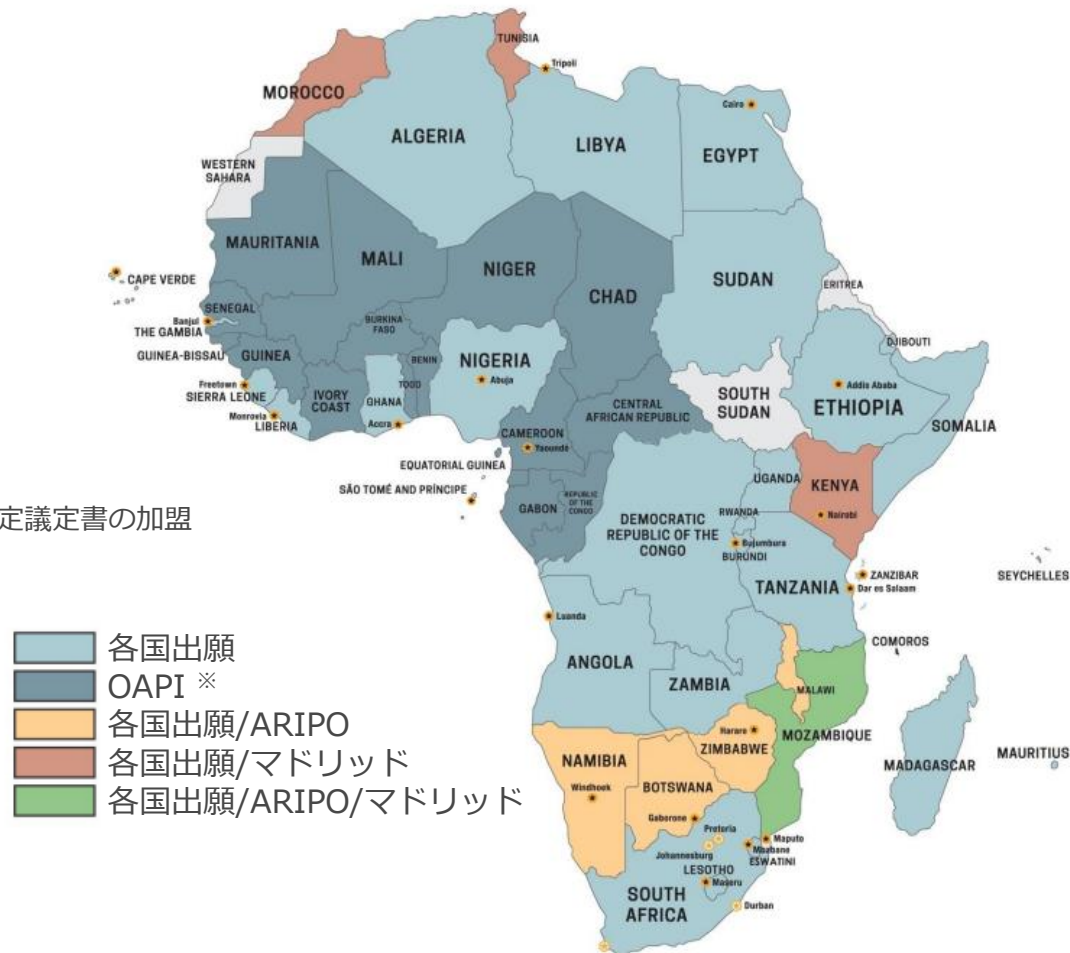 TUNISIA
Tripoli
MOROCCO
Cairo
ALGERIA
LIBYA
EGYPT
WESTERN
SAHARA
MAURITANIA
MALI
NIGER
SUDAN
CAPE VERDE
CHAD
ERITREA
SENEGAL
Banjul
THE GAMBIA
BURKINA
FASO
DJIBOUTI
GUINEA-BISSAU
GUINEA
BENIN
NIGERIA
Abuja
Freetown
SIERRA LEONE
IVORY
COAST
GHANA
TOGO
SOUTH
SUDAN
Addis Ababa
ETHIOPIA
CENTRAL
AFRICAN REPUBLIC
Monrovia
LIBERIA
Accra
SOMALIA
CAMEROON
Yaoundé
EQUATORIAL GUINEA
UGANDA
KENYA
SÃO TOMÉ AND PRÍNCIPE
GABON
REPUBLIC
OF THE
CONGO
DEMOCRATIC
REPUBLIC OF THE
CONGO
RWANDA
Nairobi
定議定書の加盟
Bujumbura
BURUNDI
TANZANIA
ZANZIBAR
Dar es Salaam
SEYCHELLES
Luanda
COMOROS
各国出願
ANGOLA
ZAMBIA
MALAWI
OAPI ※
各国出願/ARIPO
Harare
ZIMBABWE
MOZAMBIQUE
各国出願/マドリッド
NAMIBIA
Windhoek
BOTSWANA
MADAGASCAR
MAURITIUS
各国出願/ARIPO/マドリッド
Gaborone
Pretoria
Johannesburg
Maputo
Mbabane
ESWATINI
LESOTHO
Maseru
SOUTH
AFRICA
Durban